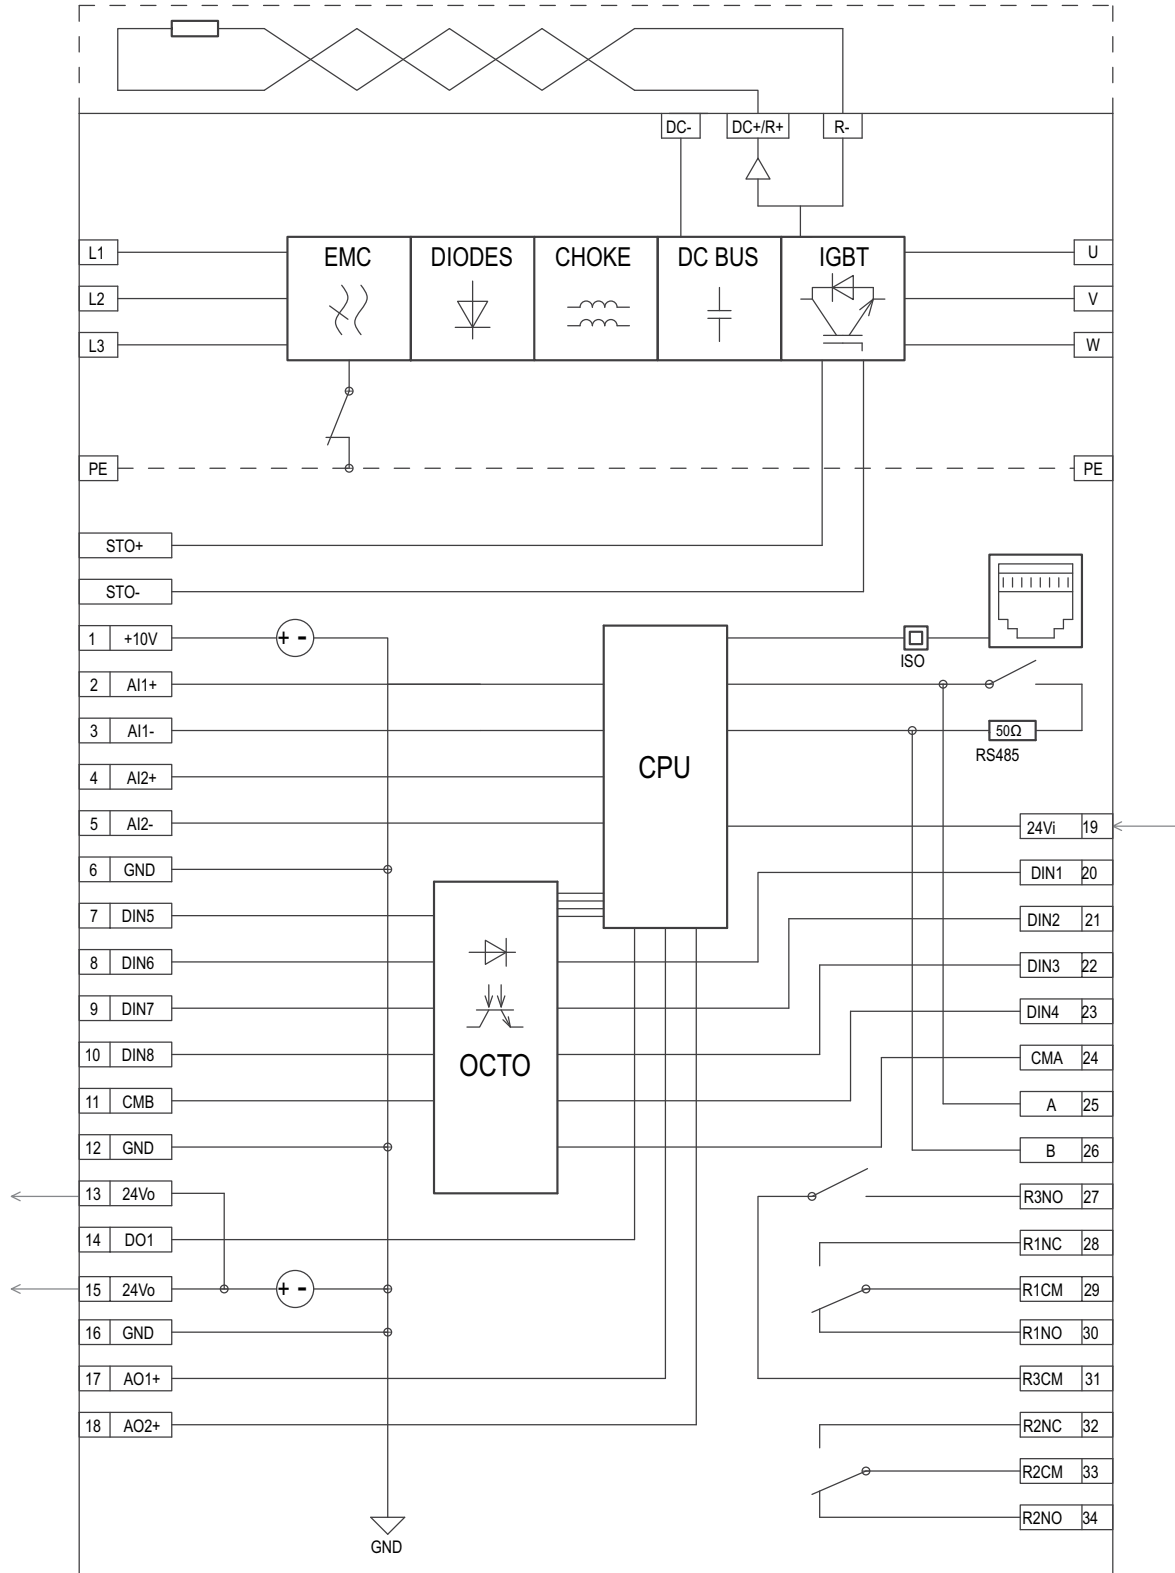 DC- DC+/R+ R-
EMC DIODES CHOKE DC BUS IGBT
L1 U
L2 V
L3 W
PE PE
STO+
STO-
1 +10V + -
ISO
2 AI1+
3 AI1- 50Ω
RS485
CPU
4 AI2+
5 AI2- 24Vi 19
6 GND DIN1 20
7 DIN5 DIN2 21
8 DIN6 DIN3 22
9 DIN7 DIN4 23
10 DIN8 CMA 24
OCTO
11 CMB A 25
12 GND B 26
13 24Vo R3NO 27
14 DO1 R1NC 28
15 24Vo + - R1CM 29
16 GND R1NO 30
17 AO1+ R3CM 31
18 AO2+ R2NC 32
R2CM 33
R2NO 34
GND